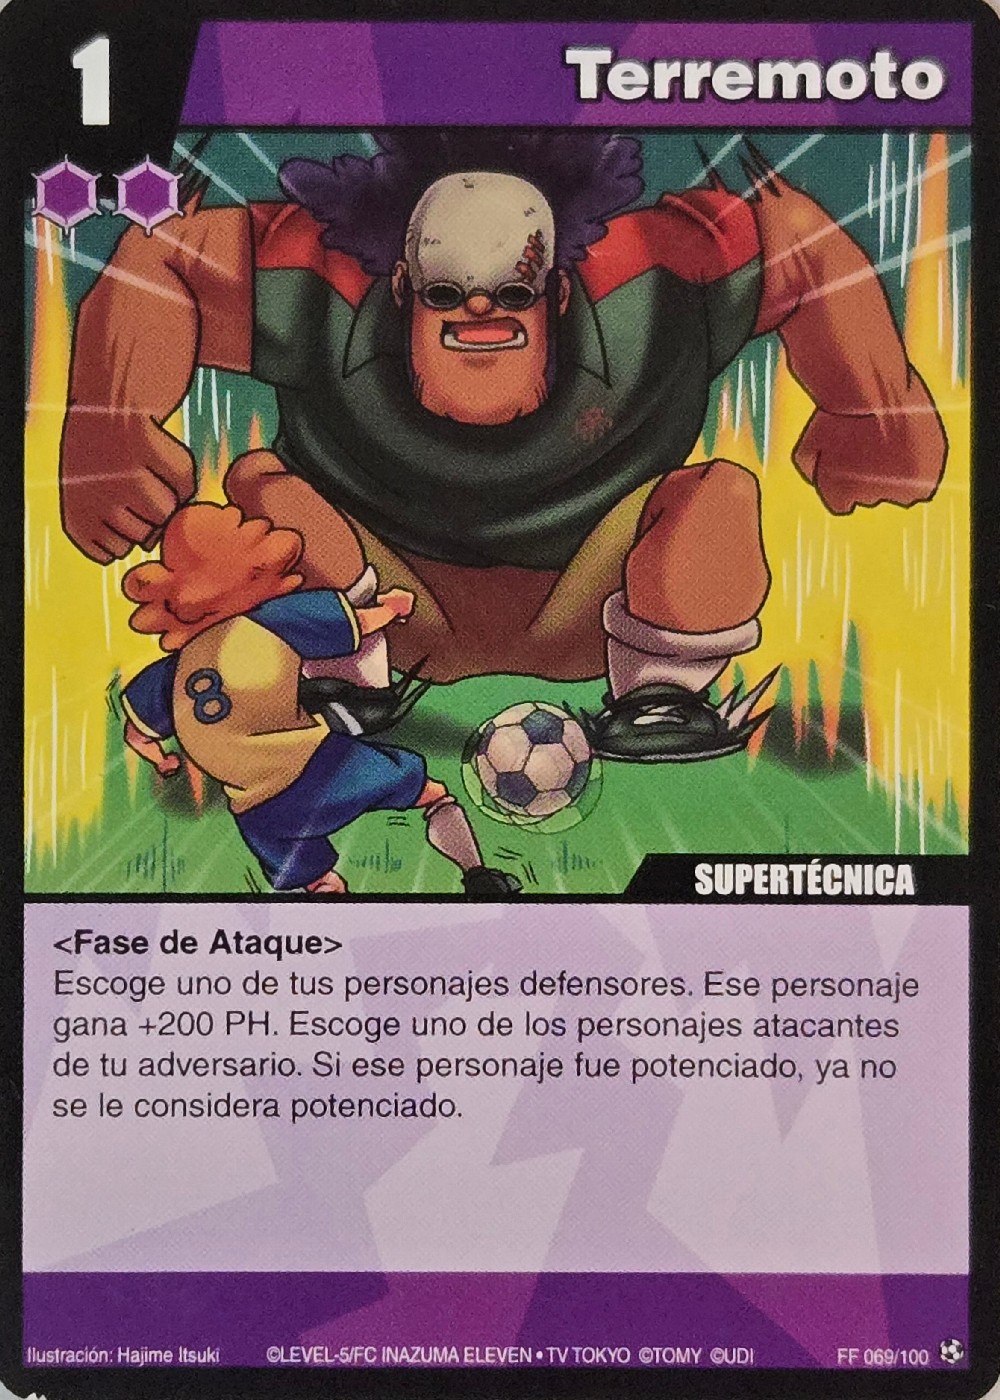 1
Terremoto
8
SUPERTÉCNICA
<Fase de Ataque>
Escoge uno de tus personajes defensores. Ese personaje
gana +200 PH. Escoge uno de los personajes atacantes
de tu adversario. Si ese personaje fue potenciado, ya no
se le considera potenciado.
Ilustración: Hajime Itsuki ©LEVEL-5/FC INAZUMA ELEVEN • TV TOKYO ©TOMY ©UDI FF 069/100